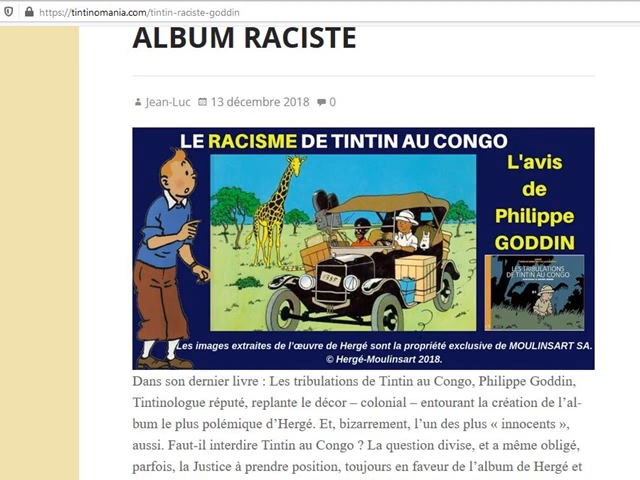 https://tintinomania.com/tintin-raciste-goddin
ALBUM RACISTE
Jean-Luc 13 décembre 2018 0
LE RACISME DE TINTIN AU CONGO
L'avis
de
Philippe
GODDIN
LES TRIBULATIONS
DE TINTIN AU CONGO
Les images extraites de l'œuvre de Hergé sont la propriété exclusive de MOULINSART SA.
© Hergé-Moulinsart 2018.
Dans son dernier livre : Les tribulations de Tintin au Congo, Philippe Goddin,
Tintinologue réputé, replante le décor – colonial – entourant la création de l'al-
bum le plus polémique d'Hergé. Et, bizarrement, l'un des plus « innocents »,
aussi. Faut-il interdire Tintin au Congo ? La question divise, et a même obligé,
parfois, la Justice à prendre position, toujours en faveur de l'album de Hergé et